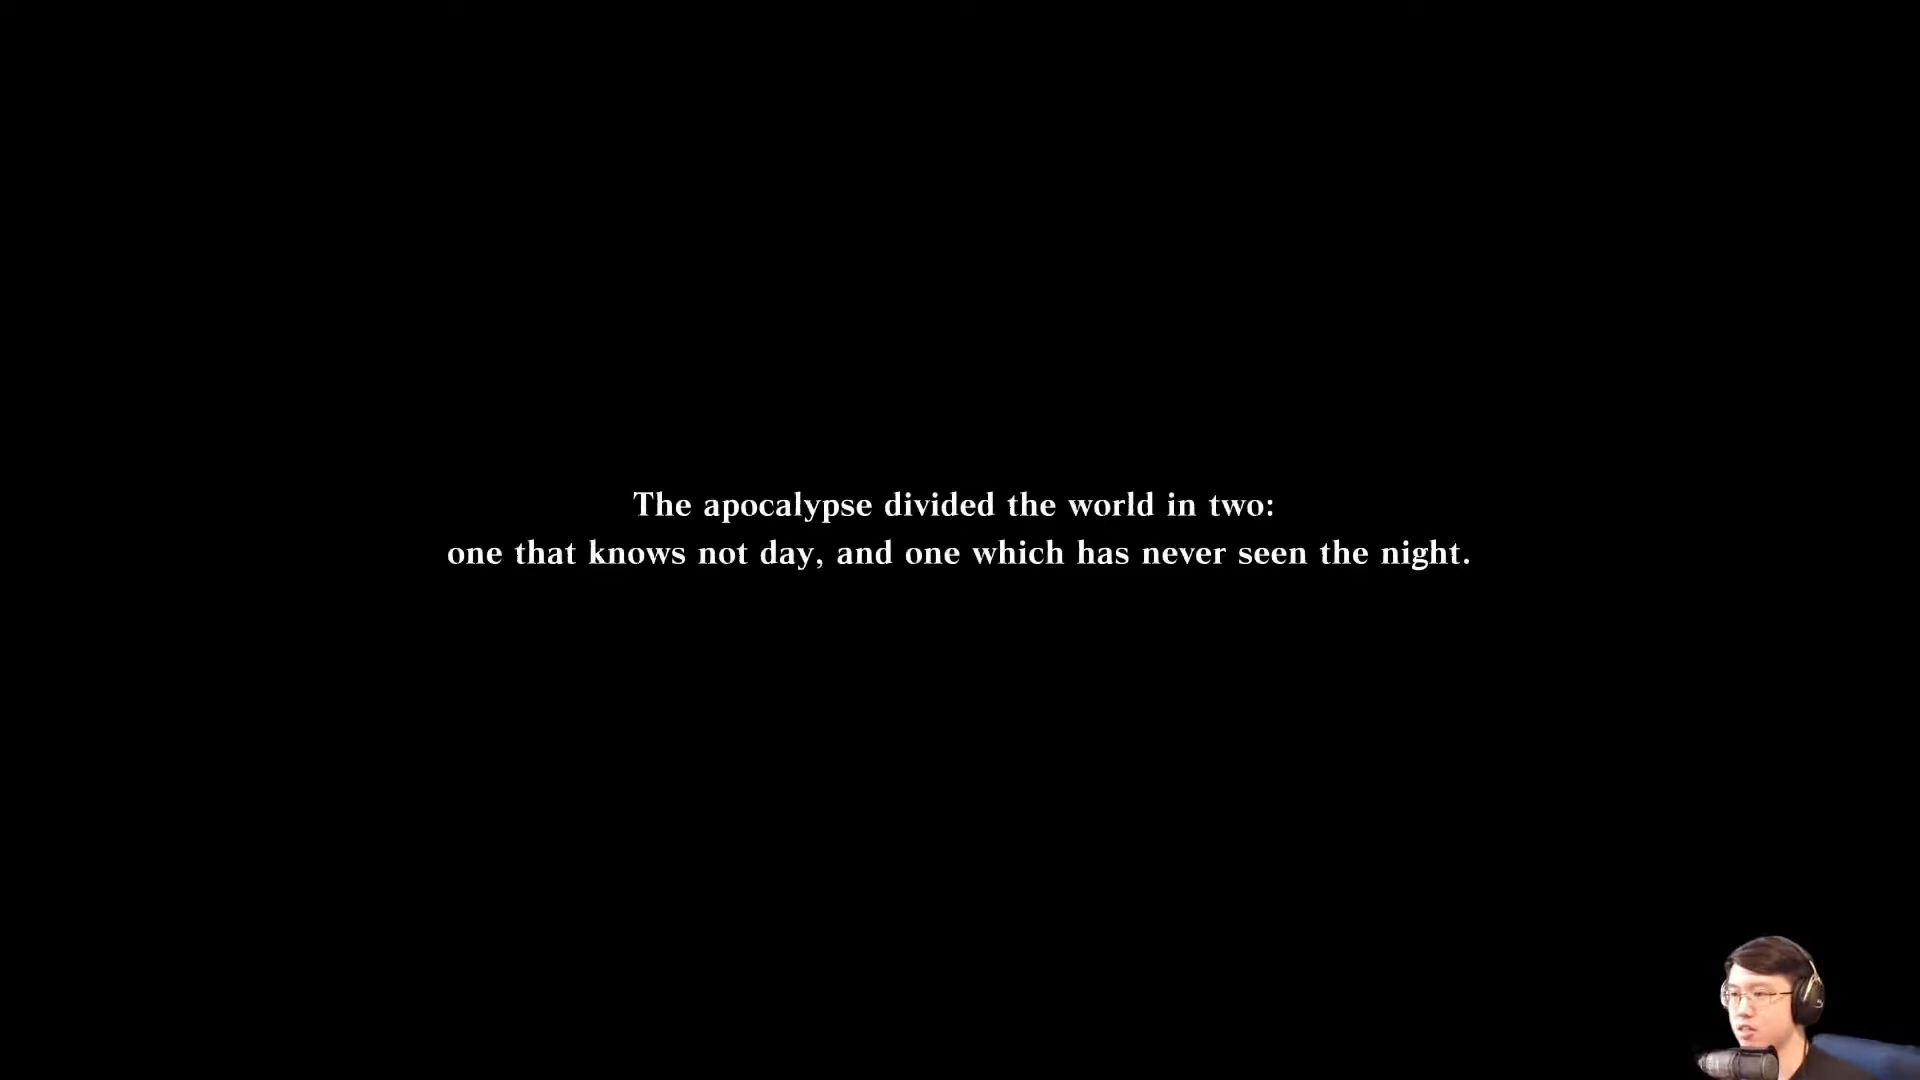 The apocalypse divided the world in two:
one that knows not day, and one which has never seen the night.